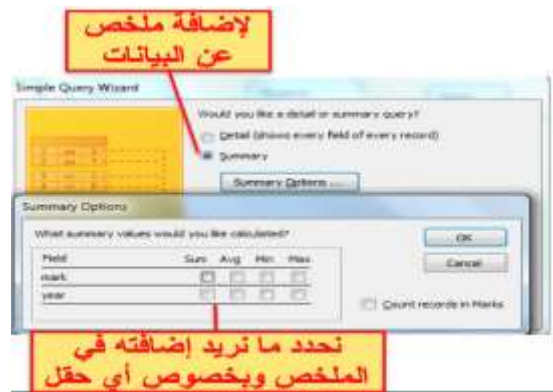 لإضافة ملخص
عن البيانات
Simple Query Wizard
Would you like a detail or summary query?
Detail (shows every field of every record)
Summary
Summary Options ...
Summary Options
What summary values would you like calculated?
OK
Cancel
Field Sum Avg Min Max
mark
year
Count records in Marks
نحدد ما نريد إضافته في
الملخص وبخصوص أي حقل